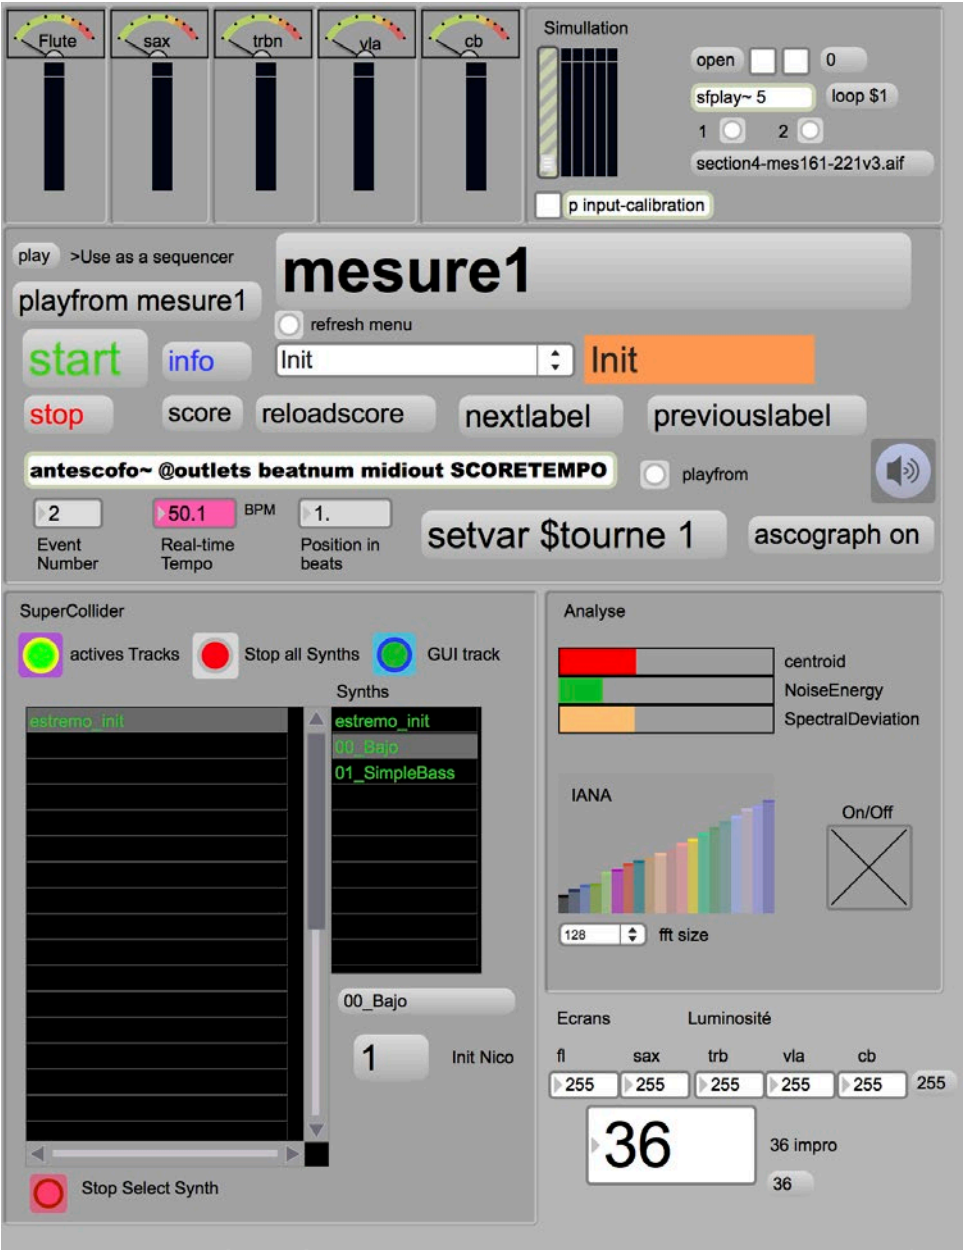 Flute sax trbn vla cb
Simullation
open 0
sfplay~ 5 loop $1
1 2
section4-mes161-221v3.aif
p input-calibration
play >Use as a sequencer
mesure1
playfrom mesure1
refresh menu
start info Init Init
stop score reloadscore nextlabel previouslabel
antescofo~ @outlets beatnum midiout SCORETEMPO playfrom
2 50.1 BPM 1.
Event Number
Real-time Tempo
Position in beats
setvar $tourne 1 ascograph on
SuperCollider
actives Tracks Stop all Synths GUI track
Synths
estremo_init
estremo_init
00_Bajo
01_SimpleBass
00_Bajo
1 Init Nico
Stop Select Synth
Analyse
centroid
NoiseEnergy
SpectralDeviation
IANA
On/Off
128 fft size
Ecrans Luminosité
fl sax trb vla cb
255 255 255 255 255 255
36 36 impro
36